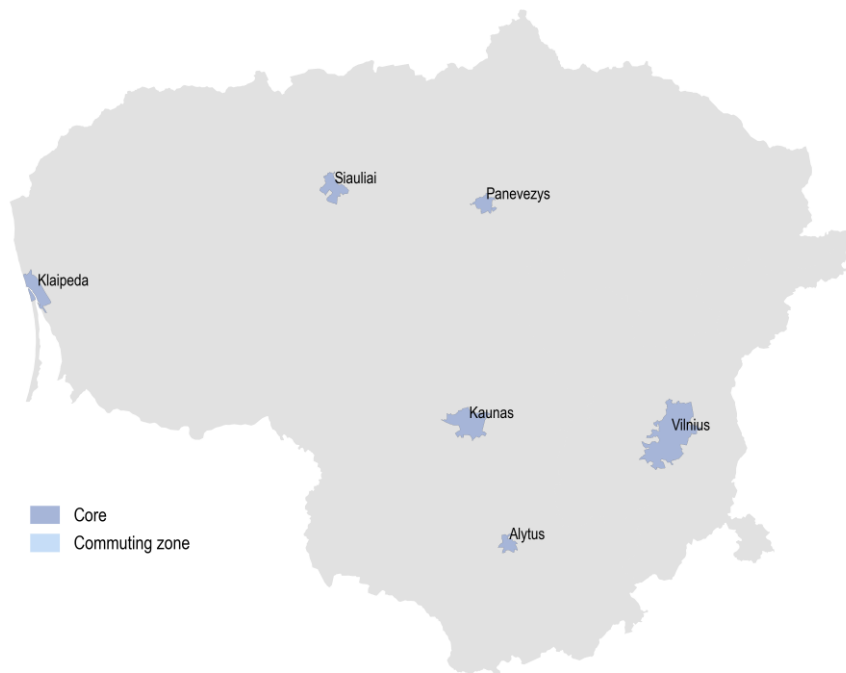 Siauliai
Panevezys
Klaipeda
Kaunas
Vilnius
Core
Commuting zone
Alytus